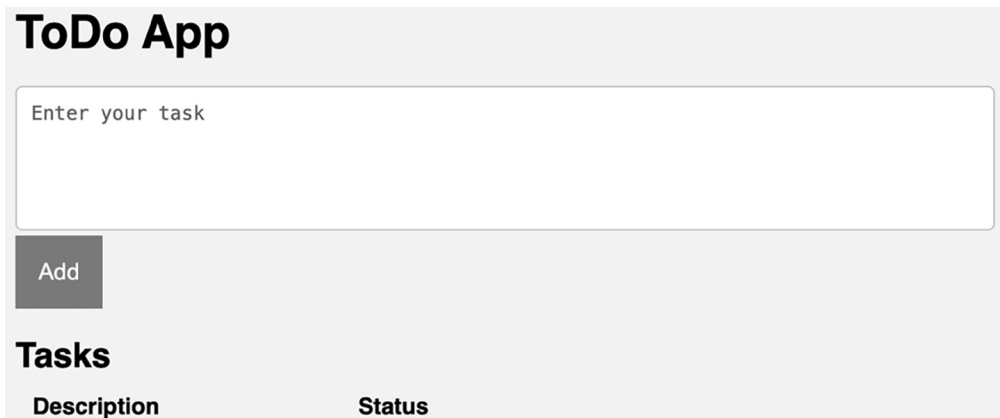 ToDo App
Enter your task
Add
Tasks
Description Status